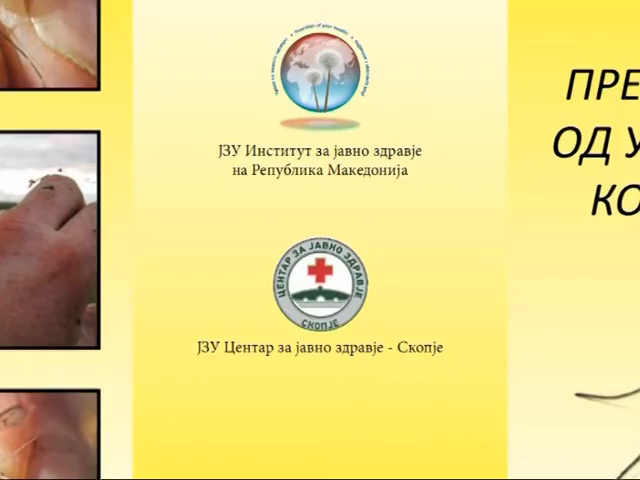 ЈЗУ Институт за јавно здравје
на Република Македонија
ЦЕНТАР ЗА ЈАВНО ЗДРАВЈЕ
СКОПЈЕ
ЈЗУ Центар за јавно здравје - Скопје
ПРЕ
ОД У
КО